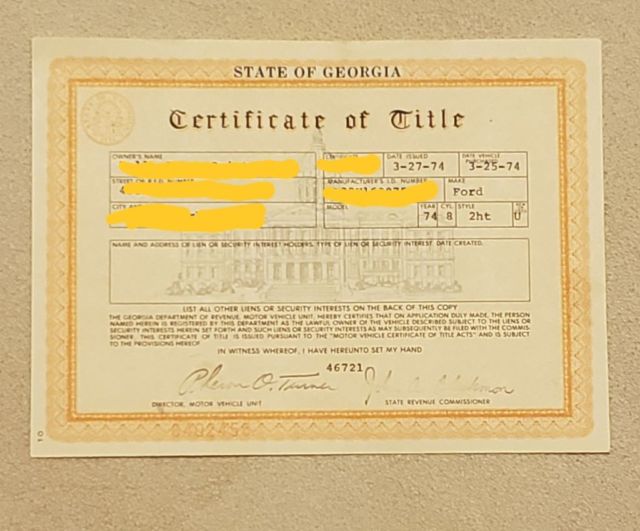 STATE OF GEORGIA
Certificate of Title
OWNER'S NAME DATE ISSUED DATE VEHICLE PURCHASED
3-27-74 3-25-74
STREET OR R.F.D. NUMBER MANUFACTURER'S I.D. NUMBER MAKE
Ford
CITY MODEL YEAR CYL. STYLE
74 8 2ht U
NAME AND ADDRESS OF LIEN OR SECURITY INTEREST HOLDERS, TYPE OF LIEN OR SECURITY INTEREST, DATE CREATED.
LIST ALL OTHER LIENS OR SECURITY INTERESTS ON THE BACK OF THIS COPY
THE GEORGIA DEPARTMENT OF REVENUE, MOTOR VEHICLE UNIT, HEREBY CERTIFIES THAT ON APPLICATION DULY MADE, THE PERSON
NAMED HEREIN IS REGISTERED BY THIS DEPARTMENT AS THE LAWFUL OWNER OF THE VEHICLE DESCRIBED SUBJECT TO THE LIENS OR
SECURITY INTERESTS HEREIN SET FORTH AND SUCH LIENS OR SECURITY INTERESTS AS MAY SUBSEQUENTLY BE FILED WITH THE COMMIS-
SIONER. THIS CERTIFICATE OF TITLE IS ISSUED PURSUANT TO THE "MOTOR VEHICLE CERTIFICATE OF TITLE ACTS" AND IS SUBJECT
TO THE PROVISIONS HEREOF
IN WITNESS WHEREOF, I HAVE HEREUNTO SET MY HAND
46721
O. Turner
DIRECTOR, MOTOR VEHICLE UNIT STATE REVENUE COMMISSIONER